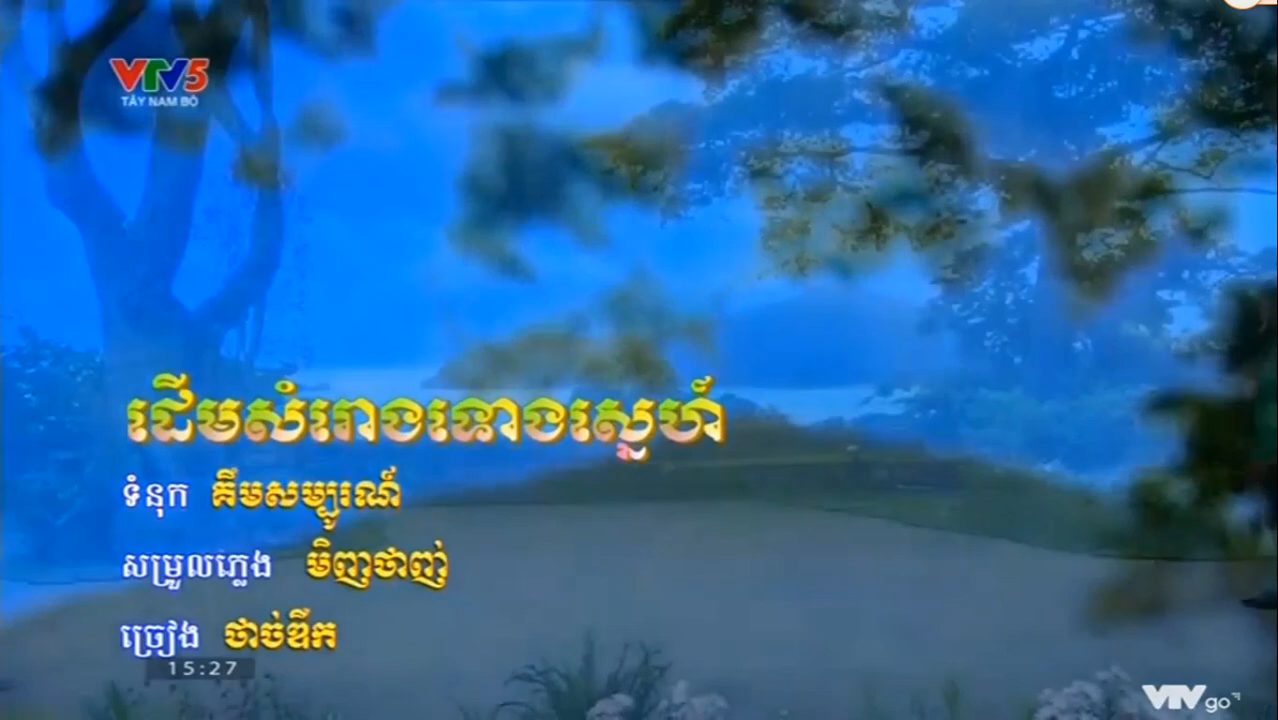 VTV5
TÂY NAM BỘ
ដើមសំរោងទោងស្នេហ៍
ទំនុក គឹមសម្បូរណ៍
សម្រួលភ្លេង មិញថាញ់
ច្រៀង ថាច់ឌឹក
15:27
VTVgo